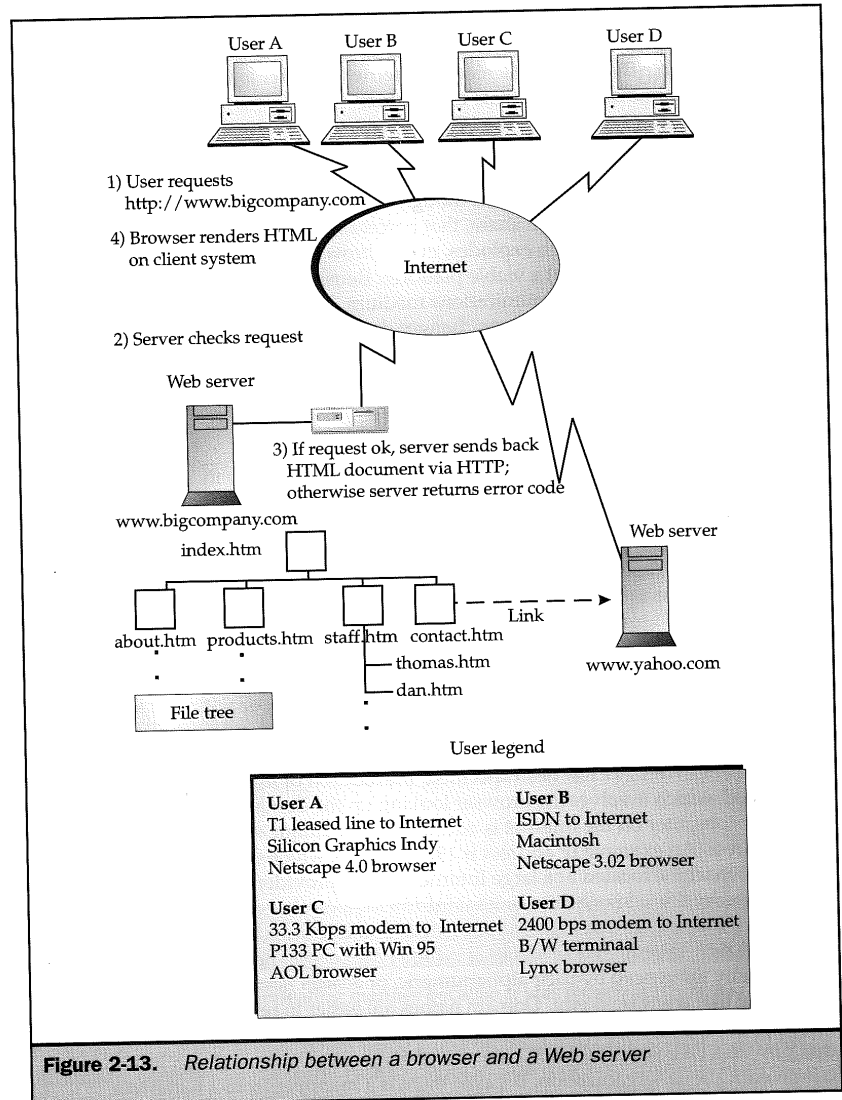 User A
User B
User C
User D
1) User requests
http://www.bigcompany.com
4) Browser renders HTML
on client system
Internet
2) Server checks request
Web server
3) If request ok, server sends back
HTML document via HTTP;
otherwise server returns error code
www.bigcompany.com
Web server
index.htm
about.htm
products.htm
staff.htm
contact.htm
Link
thomas.htm
dan.htm
www.yahoo.com
File tree
User legend
User A
T1 leased line to Internet
Silicon Graphics Indy
Netscape 4.0 browser
User B
ISDN to Internet
Macintosh
Netscape 3.02 browser
User C
33.3 Kbps modem to Internet
P133 PC with Win 95
AOL browser
User D
2400 bps modem to Internet
B/W terminaal
Lynx browser
Figure 2-13. Relationship between a browser and a Web server